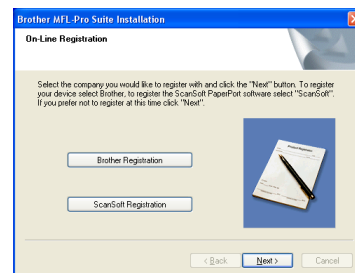 Brother MFL-Pro Suite Installation
On-Line Registration
Select the company you would like to register with and click the "Next" button. To register
your device select Brother, to register the ScanSoft PaperPort software select "ScanSoft".
If you prefer not to register at this time click "Next".
Brother Registration
ScanSoft Registration
< Back
Next >
Cancel